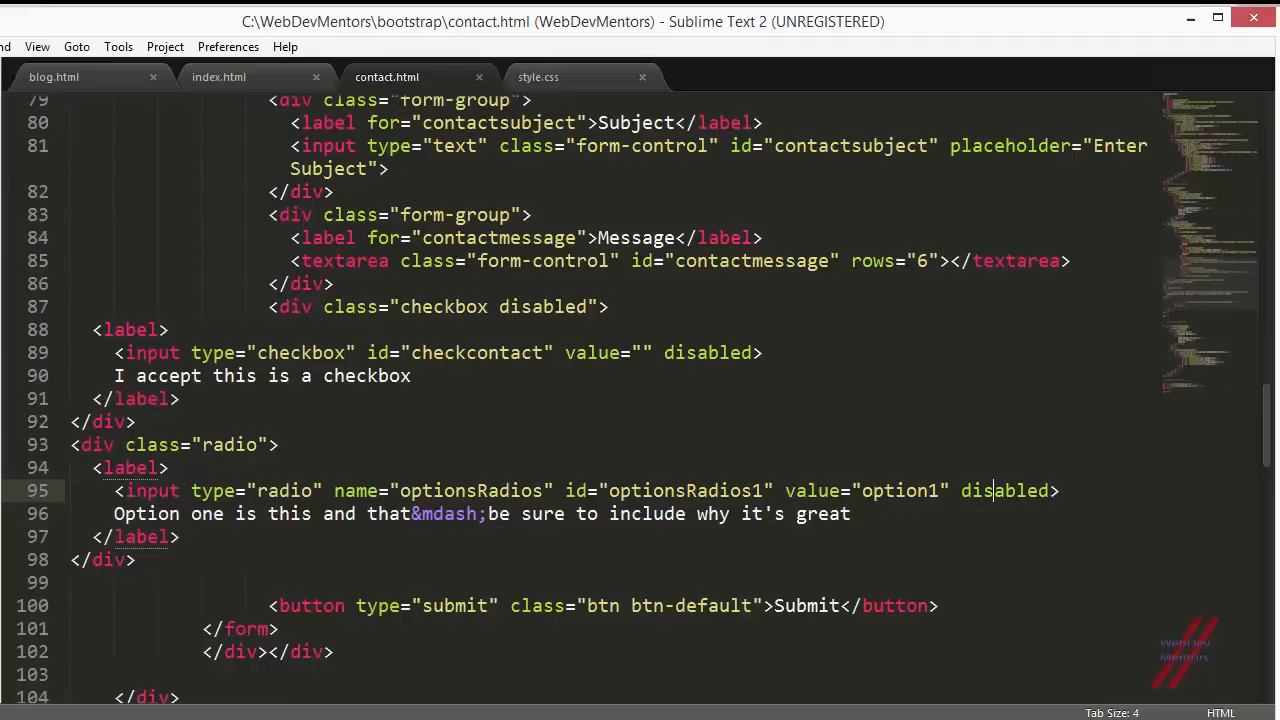 C:\WebDevMentors\bootstrap\contact.html (WebDevMentors) - Sublime Text 2 (UNREGISTERED)
nd View Goto Tools Project Preferences Help
blog.html index.html contact.html style.css
79 <div class="form-group">
80 <label for="contactsubject">Subject</label>
81 <input type="text" class="form-control" id="contactsubject" placeholder="Enter
Subject">
82 </div>
83 <div class="form-group">
84 <label for="contactmessage">Message</label>
85 <textarea class="form-control" id="contactmessage" rows="6"></textarea>
86 </div>
87 <div class="checkbox disabled">
88 <label>
89 <input type="checkbox" id="checkcontact" value="" disabled>
90 I accept this is a checkbox
91 </label>
92 </div>
93 <div class="radio">
94 <label>
95 <input type="radio" name="optionsRadios" id="optionsRadios1" value="option1" disabled>
96 Option one is this and that&mdash;be sure to include why it's great
97 </label>
98 </div>
99
100 <button type="submit" class="btn btn-default">Submit</button>
101 </form>
102 </div></div>
103
104 </div>
WebDev
Mentors
Tab Size: 4 HTML